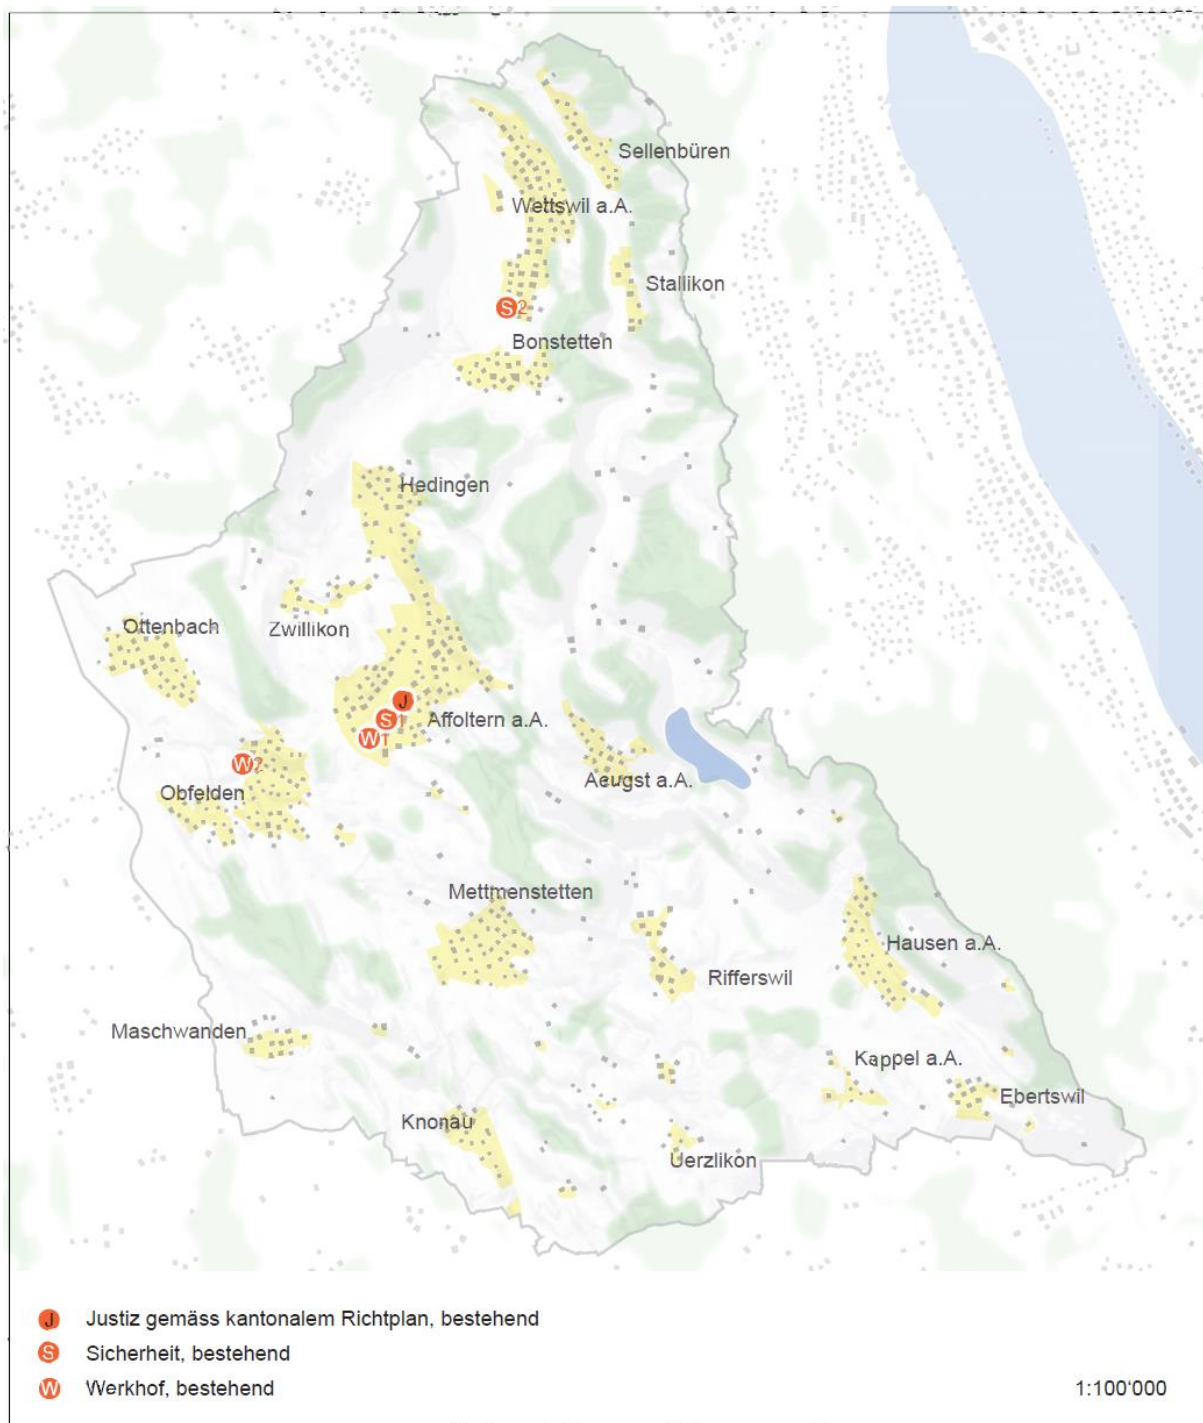 Sellenbüren
Wettswil a.A.
Stallikon
S2
Bonstetten
Hedingen
Ottenbach
Zwillikon
J
S1
Affoltern a.A.
W1
W2
Aeugst a.A.
Obfelden
Mettmenstetten
Hausen a.A.
Rifferswil
Maschwanden
Kappel a.A.
Ebertswil
Knonau
Uerzlikon
J Justiz gemäss kantonalem Richtplan, bestehend
S Sicherheit, bestehend
W Werkhof, bestehend
1:100'000